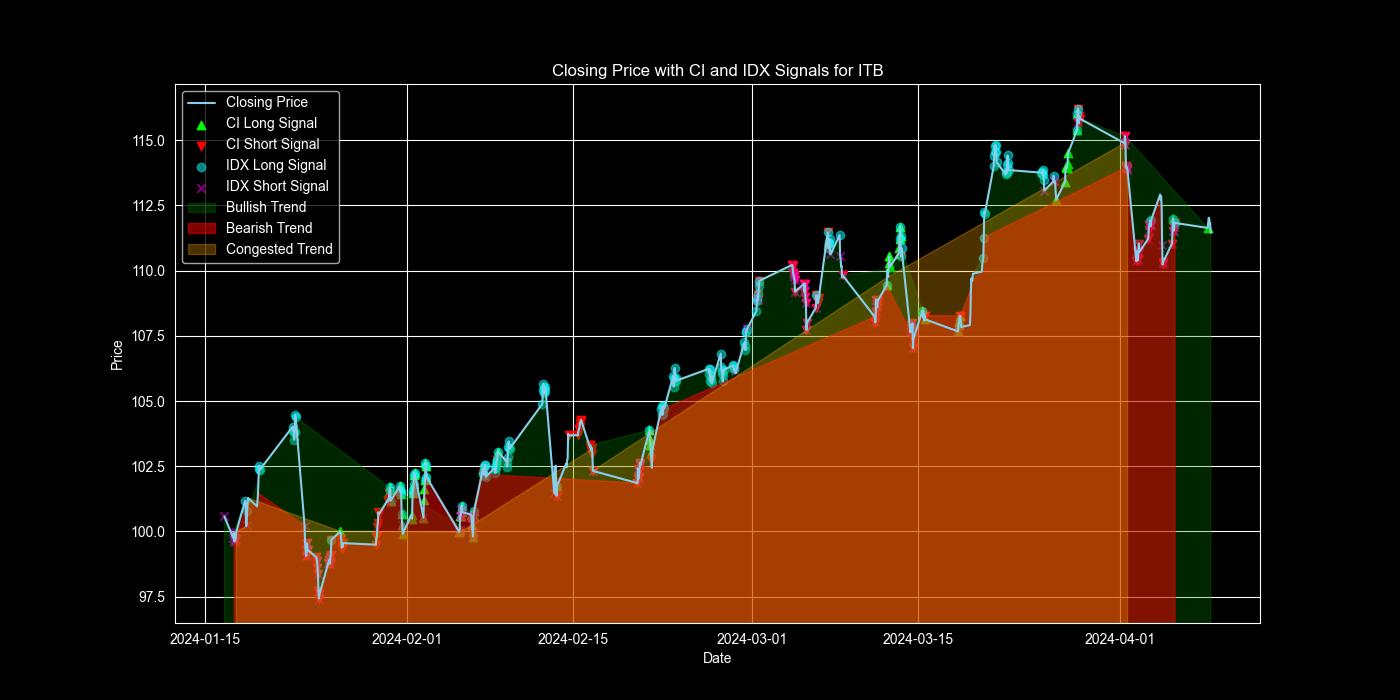 Closing Price with CI and IDX Signals for ITB
Closing Price
CI Long Signal
CI Short Signal
IDX Long Signal
IDX Short Signal
Bullish Trend
Bearish Trend
Congested Trend
Price
115.0
112.5
110.0
107.5
105.0
102.5
100.0
97.5
2024-01-15
2024-02-01
2024-02-15
2024-03-01
2024-03-15
2024-04-01
Date